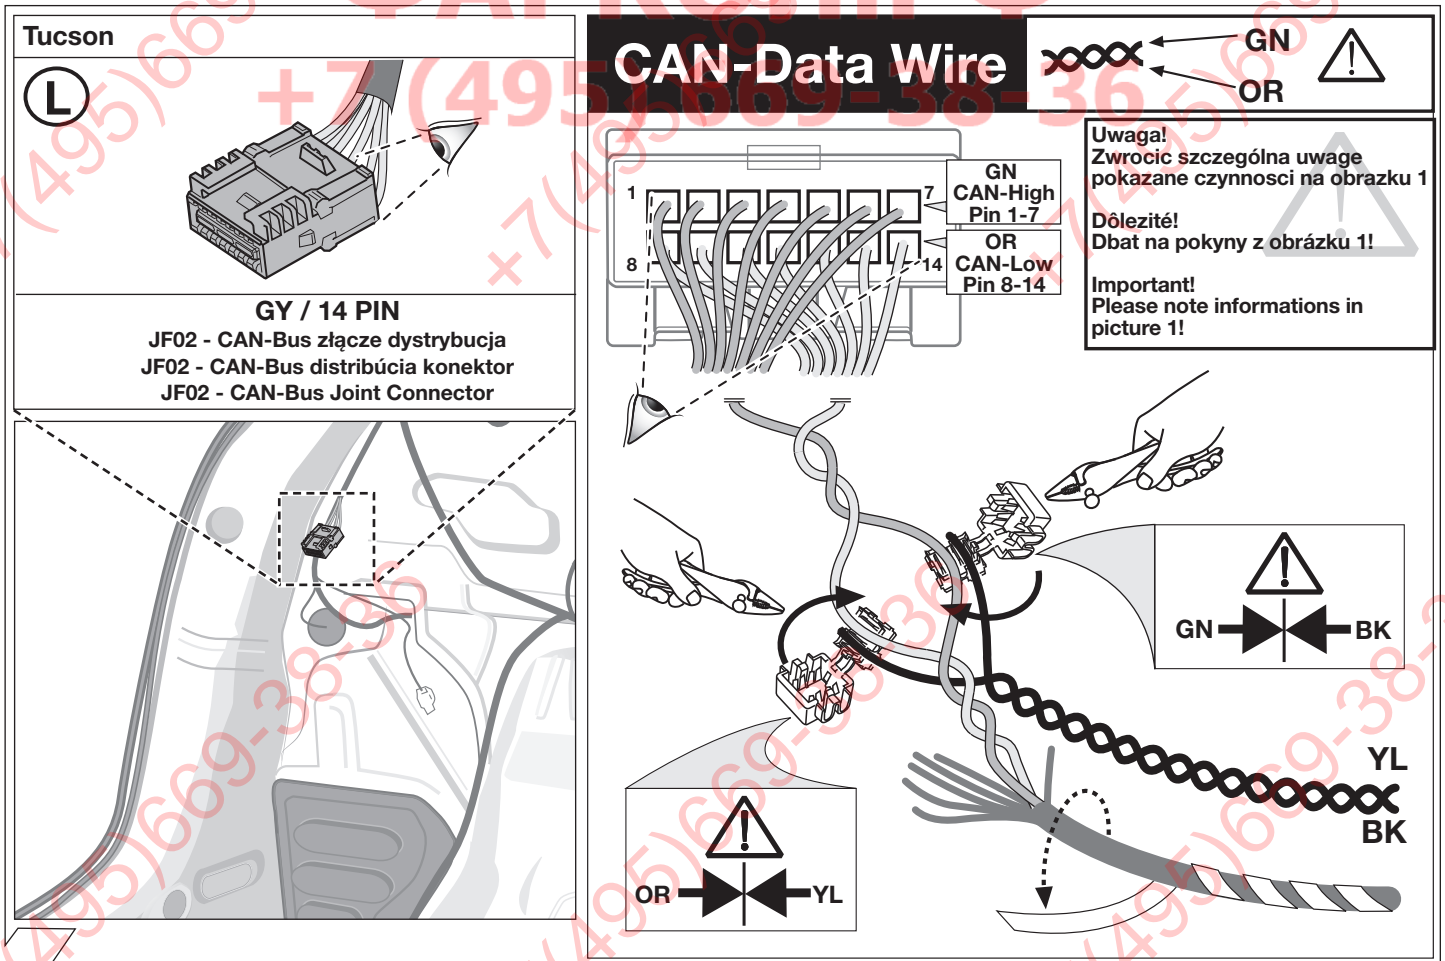 Tucson
L
GY / 14 PIN
JF02 - CAN-Bus złącze dystrybucja
JF02 - CAN-Bus distribúcia konektor
JF02 - CAN-Bus Joint Connector
CAN-Data Wire
GN
OR
1
7
8
14
GN
CAN-High
Pin 1-7
OR
CAN-Low
Pin 8-14
Uwaga!
Zwrocic szczególna uwage
pokazane czynnosci na obrazku 1
Dôlezité!
Dbat na pokyny z obrázku 1!
Important!
Please note informations in
picture 1!
GN
BK
OR
YL
YL
BK
+7(495) 669-38-36